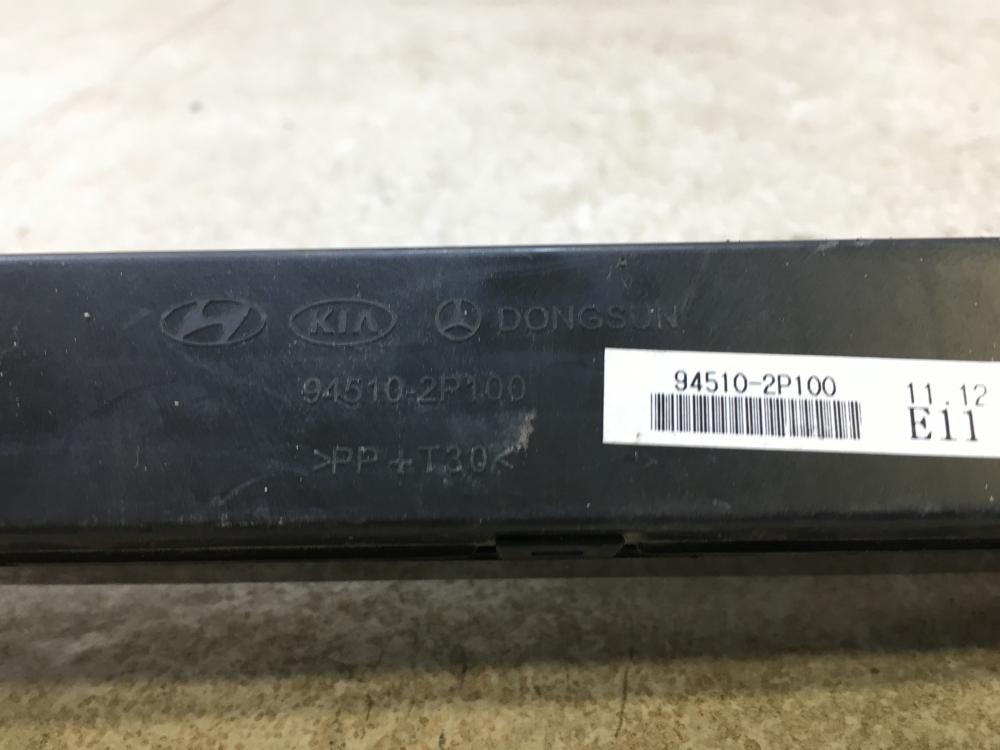 KIA DONGSUN
94510-2P100
>PP+T30<
94510-2P100
11.12
E11